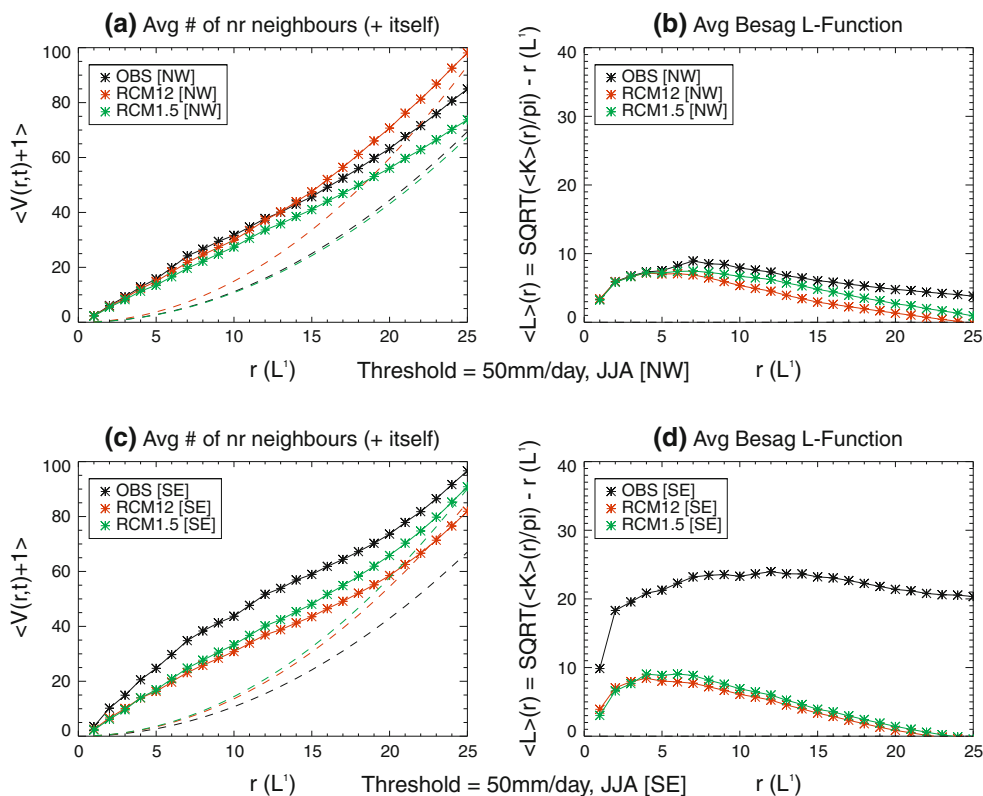 (a) Avg # of nr neighbours (+ itself)
100
80
60
40
20
0
<V(r,t)+1>
OBS [NW]
RCM12 [NW]
RCM1.5 [NW]
0 5 10 15 20 25
r (L¹)
(b) Avg Besag L-Function
40
30
20
10
0
<L>(r) = SQRT(<K>(r)/pi) - r (L¹)
OBS [NW]
RCM12 [NW]
RCM1.5 [NW]
0 5 10 15 20 25
r (L¹)
Threshold = 50mm/day, JJA [NW]
(c) Avg # of nr neighbours (+ itself)
100
80
60
40
20
0
<V(r,t)+1>
OBS [SE]
RCM12 [SE]
RCM1.5 [SE]
0 5 10 15 20 25
r (L¹)
(d) Avg Besag L-Function
40
30
20
10
0
<L>(r) = SQRT(<K>(r)/pi) - r (L¹)
OBS [SE]
RCM12 [SE]
RCM1.5 [SE]
0 5 10 15 20 25
r (L¹)
Threshold = 50mm/day, JJA [SE]